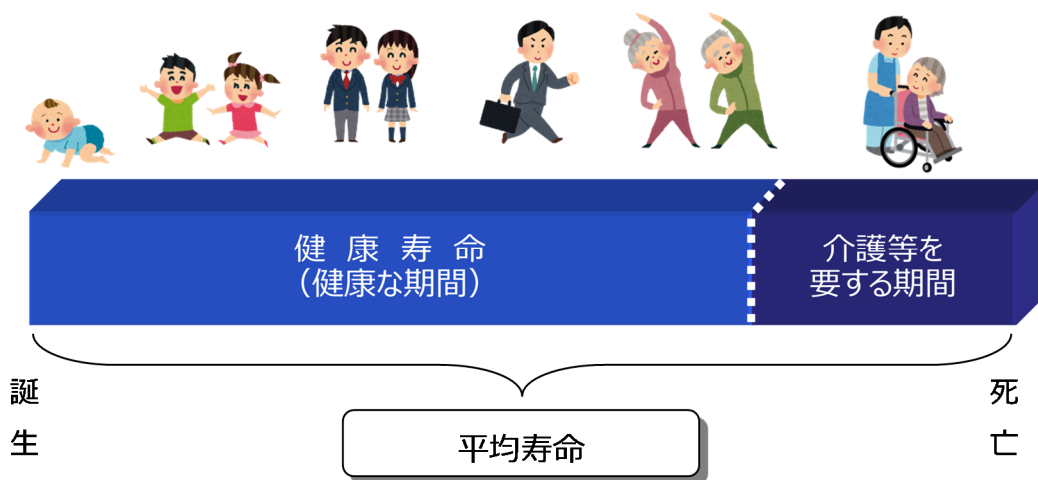 健康寿命
（健康な期間）
介護等を
要する期間
誕生
死亡
平均寿命